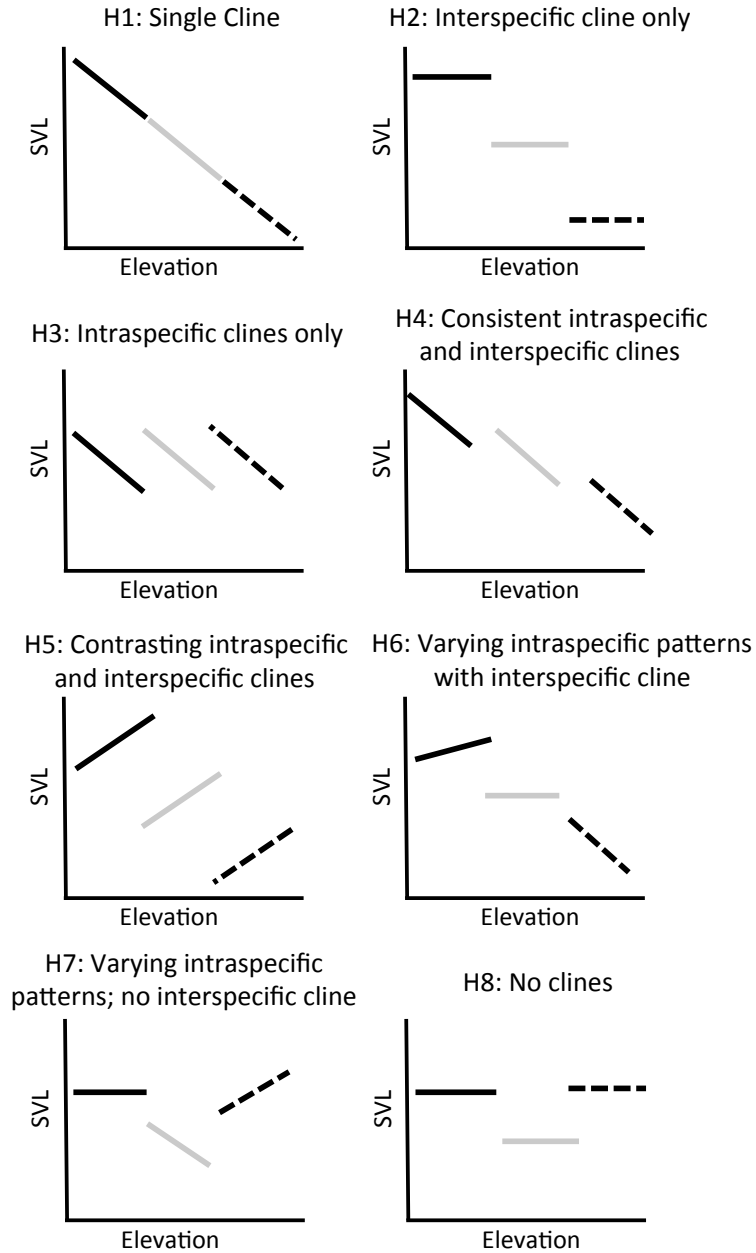 H1: Single Cline
SVL
Elevation
H2: Interspecific cline only
SVL
Elevation
H3: Intraspecific clines only
SVL
Elevation
H4: Consistent intraspecific
and interspecific clines
SVL
Elevation
H5: Contrasting intraspecific
and interspecific clines
SVL
Elevation
H6: Varying intraspecific patterns
with interspecific cline
SVL
Elevation
H7: Varying intraspecific
patterns; no interspecific cline
SVL
Elevation
H8: No clines
SVL
Elevation